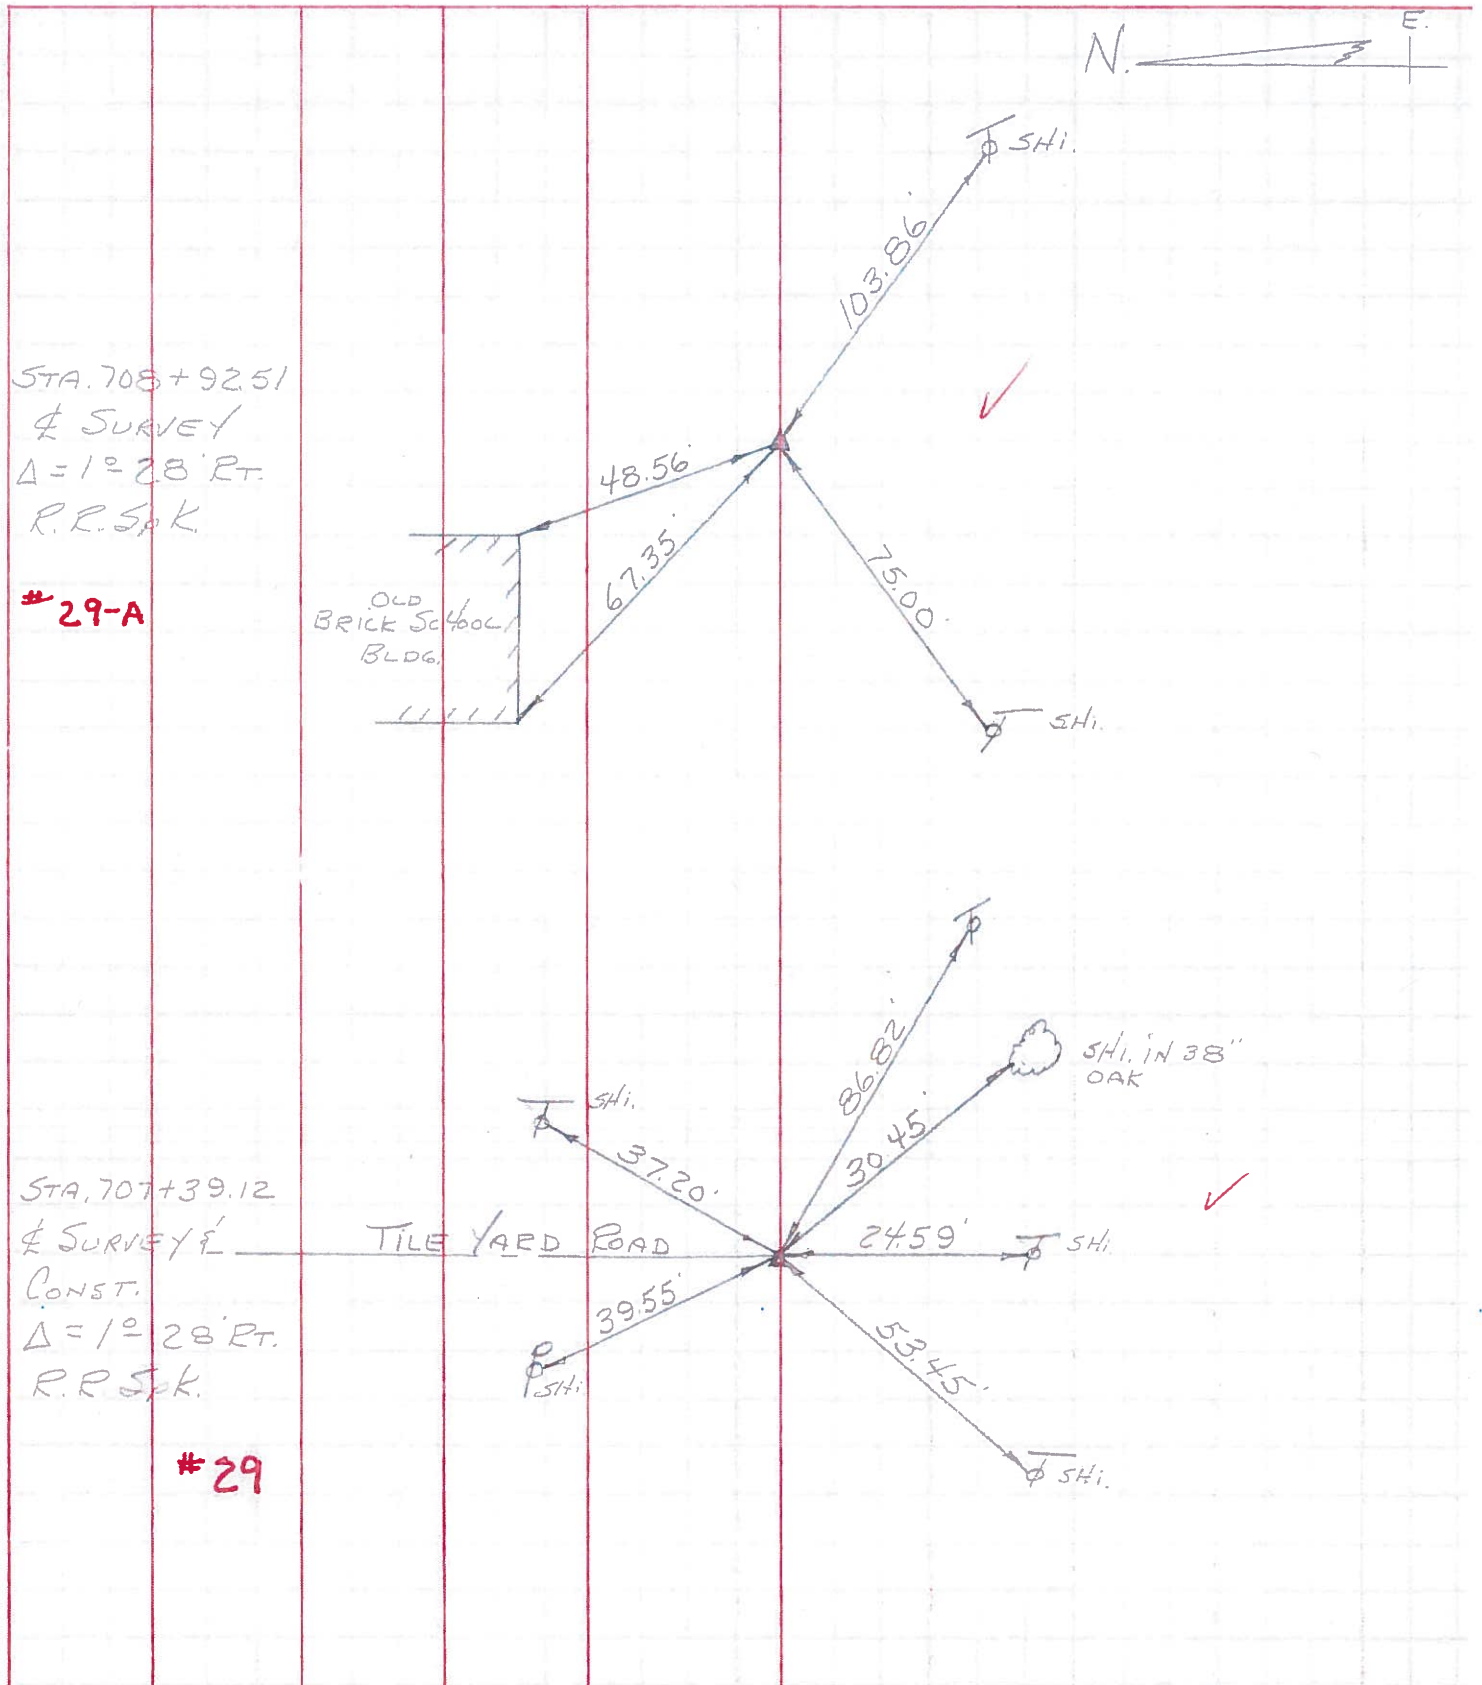 E.
N.
SHi.
103.86'
STA. 708+92.51
℄ SURVEY
Δ = 1°-28' RT.
R.R. Spk.
48.56'
67.35'
75.00'
#29-A
OLD
BRICK SCHOOL
BLDG.
SHi.
86.82'
SHi. iN 38"
OAK
30.45'
SHi.
37.20'
STA. 707+39.12
℄ SURVEY &
CONST.
Δ = 1°-28' RT.
R.R. Spk.
TILE YARD ROAD
24.59'
SHi.
39.55'
SHi.
53.45'
SHi.
#29